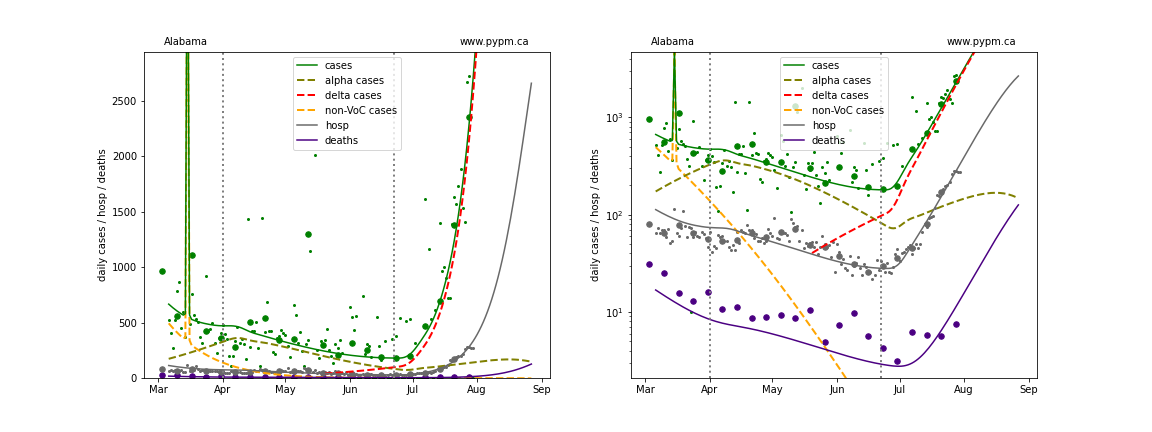 Alabama www.pypm.ca
cases
alpha cases
delta cases
non-VoC cases
hosp
deaths
daily cases / hosp / deaths
2500
2000
1500
1000
500
0
Mar Apr May Jun Jul Aug Sep
Alabama www.pypm.ca
cases
alpha cases
delta cases
non-VoC cases
hosp
deaths
daily cases / hosp / deaths
10³
10²
10¹
Mar Apr May Jun Jul Aug Sep